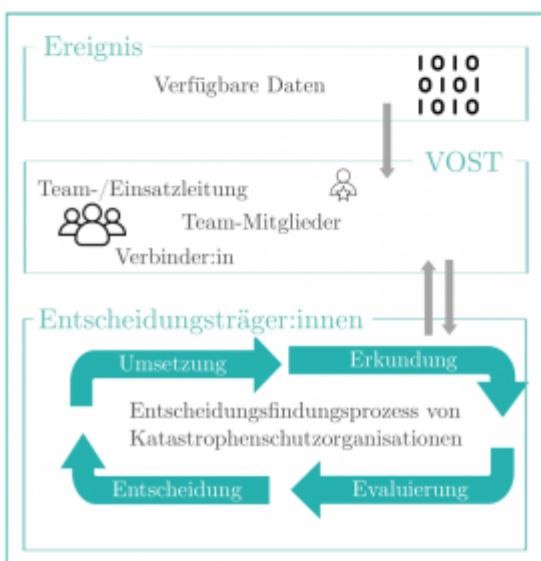 Ereignis
Verfügbare Daten
1010
0101
1010
VOST
Team-/Einsatzleitung
Team-Mitglieder
Verbinder:in
Entscheidungsträger:innen
Umsetzung
Erkundung
Entscheidungsfindungsprozess von
Katastrophenschutzorganisationen
Entscheidung
Evaluierung